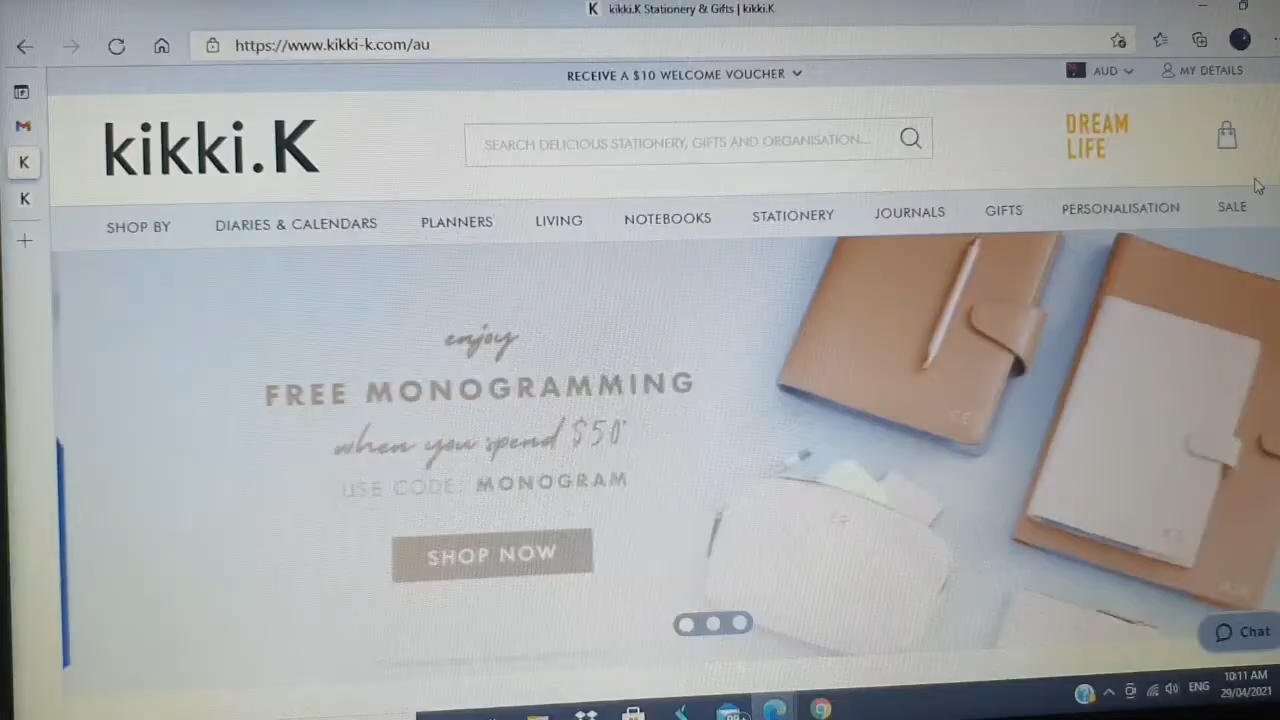 K kikki.K Stationery & Gifts | kikki.K
https://www.kikki-k.com/au
RECEIVE A $10 WELCOME VOUCHER
AUD
MY DETAILS
kikki.K
SEARCH DELICIOUS STATIONERY, GIFTS AND ORGANISATION...
DREAM
LIFE
K
K
SHOP BY DIARIES & CALENDARS PLANNERS LIVING NOTEBOOKS STATIONERY JOURNALS GIFTS PERSONALISATION SALE
enjoy
FREE MONOGRAMMING
when you spend $50*
USE CODE: MONOGRAM
SHOP NOW
Chat
ENG
10:11 AM
29/04/2021